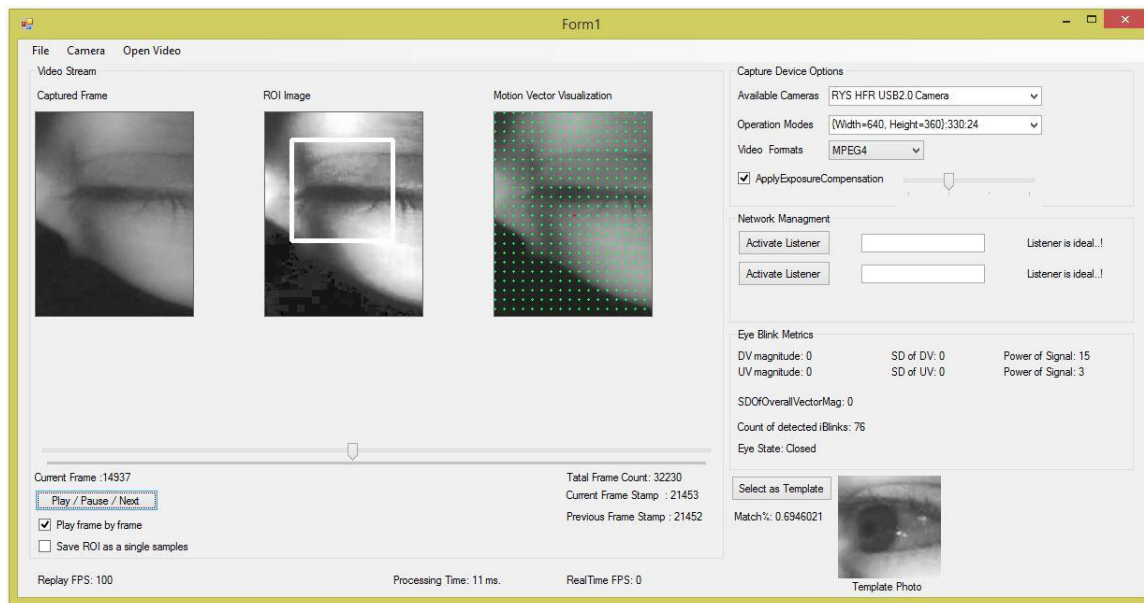 Form1
File Camera Open Video
Video Stream
Captured Frame
ROI Image
Motion Vector Visualization
Current Frame :14937
Play / Pause / Next
Play frame by frame
Save ROI as a single samples
Tatal Frame Count: 32230
Current Frame Stamp : 21453
Previous Frame Stamp : 21452
Replay FPS: 100
Processing Time: 11 ms.
RealTime FPS: 0
Capture Device Options
Available Cameras RYS HFR USB2.0 Camera
Operation Modes {Width=640, Height=360}:330:24
Video Formats MPEG4
ApplyExposureCompensation
Network Managment
Activate Listener Listener is ideal..!
Activate Listener Listener is ideal..!
Eye Blink Metrics
DV magnitude: 0 SD of DV: 0 Power of Signal: 15
UV magnitude: 0 SD of UV: 0 Power of Signal: 3
SDOfOverallVectorMag: 0
Count of detected iBlinks: 76
Eye State: Closed
Select as Template
Match%: 0.6946021
Template Photo